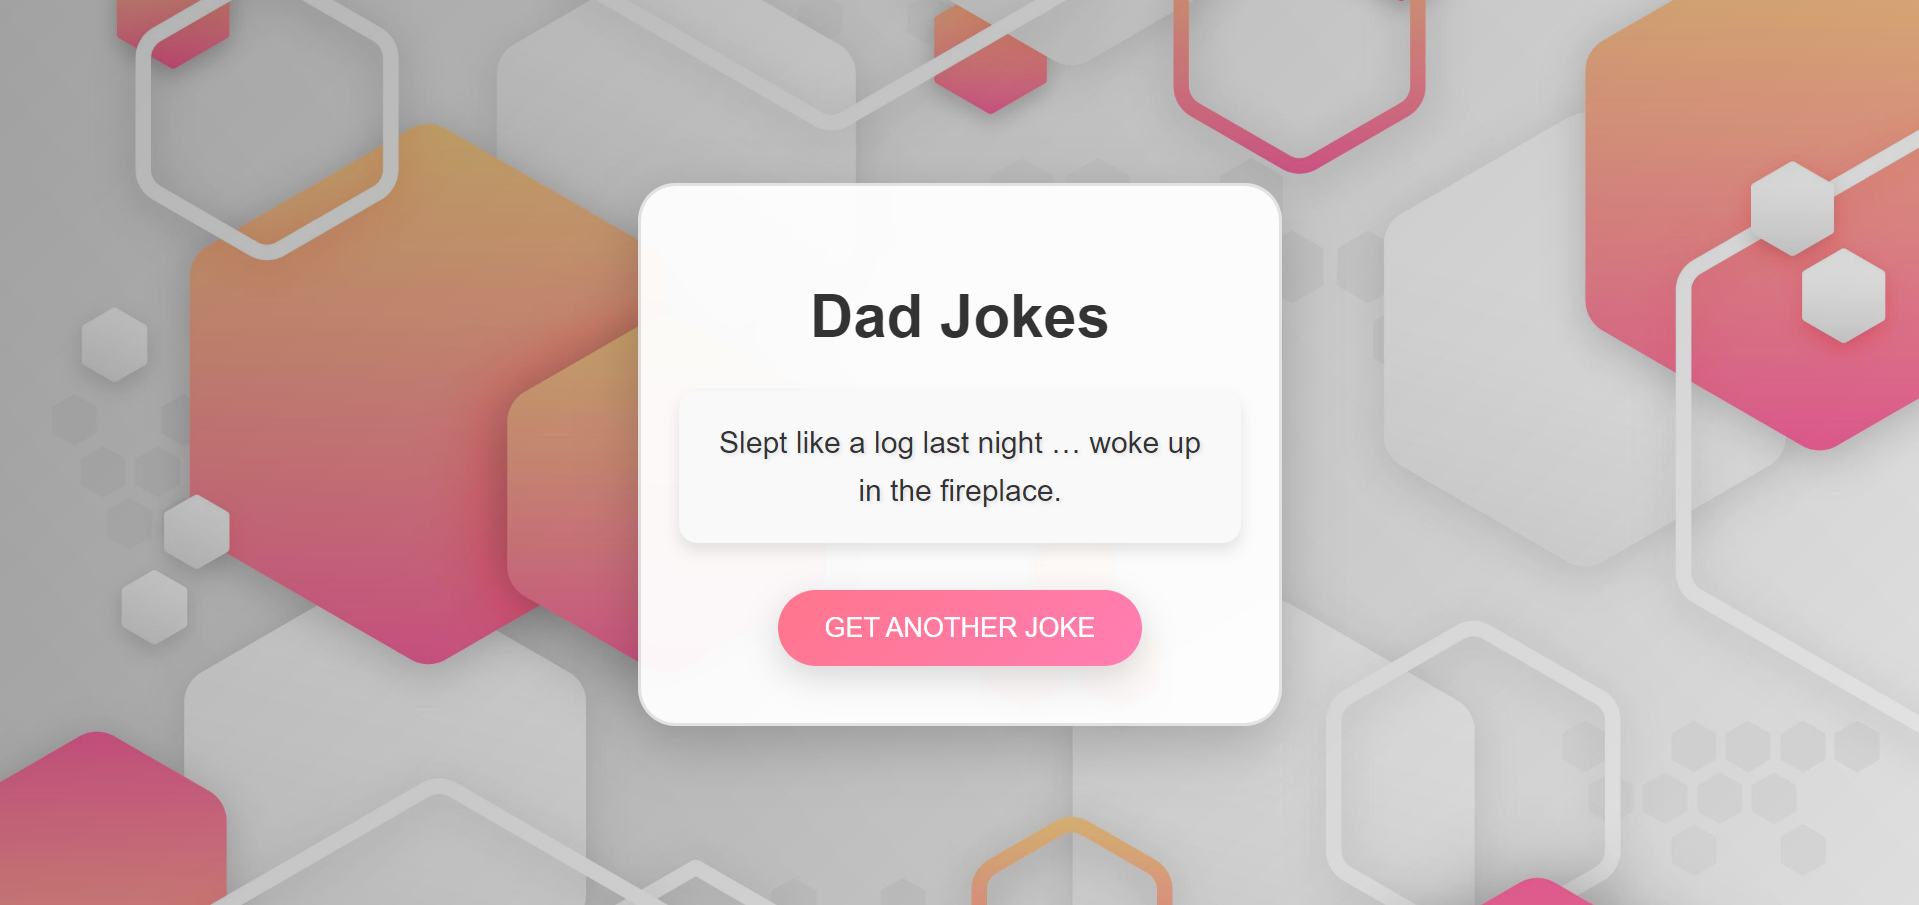 Dad Jokes
Slept like a log last night … woke up
in the fireplace.
GET ANOTHER JOKE